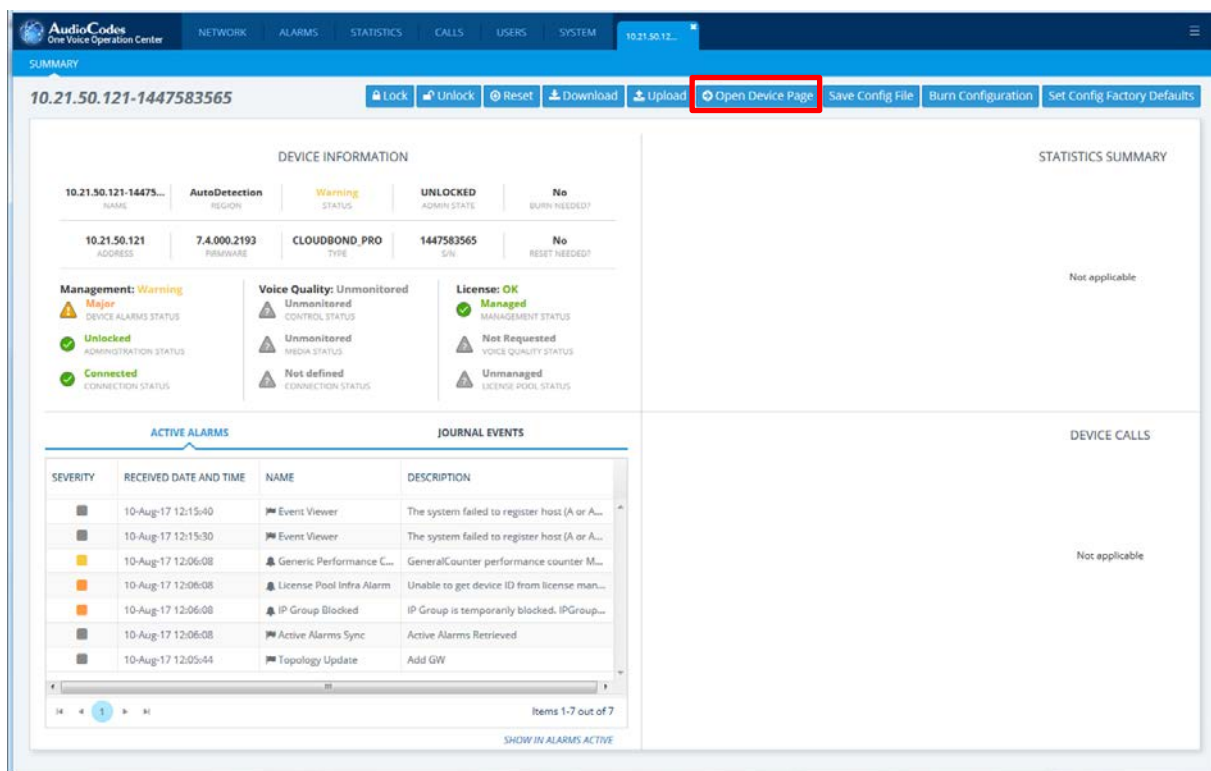 AudioCodes
One Voice Operation Center
NETWORK ALARMS STATISTICS CALLS USERS SYSTEM 10.21.50.12...
SUMMARY
10.21.50.121-1447583565
Lock Unlock Reset Download Upload Open Device Page Save Config File Burn Configuration Set Config Factory Defaults
DEVICE INFORMATION
10.21.50.121-14475... AutoDetection Warning UNLOCKED No
NAME REGION STATUS ADMIN STATE BURN NEEDED?
10.21.50.121 7.4.000.2193 CLOUDBOND_PRO 1447583565 No
ADDRESS FIRMWARE TYPE S/N RESET NEEDED?
Management: Warning
Major
DEVICE ALARMS STATUS
Unlocked
ADMINISTRATION STATUS
Connected
CONNECTION STATUS
Voice Quality: Unmonitored
Unmonitored
CONTROL STATUS
Unmonitored
MEDIA STATUS
Not defined
CONNECTION STATUS
License: OK
Managed
MANAGEMENT STATUS
Not Requested
VOICE QUALITY STATUS
Unmanaged
LICENSE POOL STATUS
STATISTICS SUMMARY
Not applicable
ACTIVE ALARMS JOURNAL EVENTS
SEVERITY RECEIVED DATE AND TIME NAME DESCRIPTION
10-Aug-17 12:15:40 Event Viewer The system failed to register host (A or A...
10-Aug-17 12:15:30 Event Viewer The system failed to register host (A or A...
10-Aug-17 12:06:08 Generic Performance C... GeneralCounter performance counter M...
10-Aug-17 12:06:08 License Pool Infra Alarm Unable to get device ID from license man...
10-Aug-17 12:06:08 IP Group Blocked IP Group is temporarily blocked. IPGroup...
10-Aug-17 12:06:08 Active Alarms Sync Active Alarms Retrieved
10-Aug-17 12:05:44 Topology Update Add GW
1 Items 1-7 out of 7
SHOW IN ALARMS ACTIVE
DEVICE CALLS
Not applicable